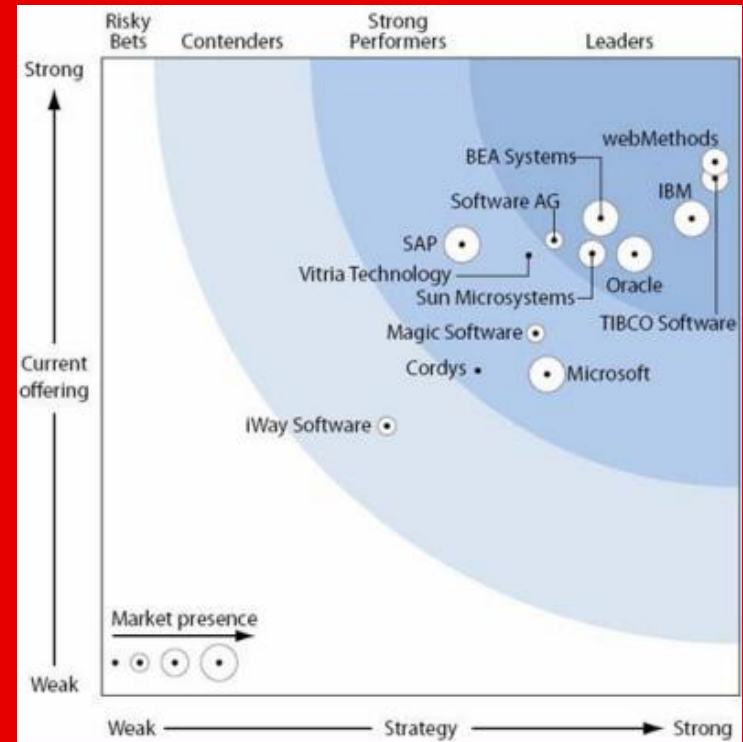 Risky
Bets
Contenders
Strong
Performers
Leaders
Strong
webMethods
BEA Systems
IBM
Software AG
SAP
Vitria Technology
Oracle
Sun Microsystems
TIBCO Software
Magic Software
Current
offering
Cordys
Microsoft
iWay Software
Market presence
Weak
Weak
Strategy
Strong